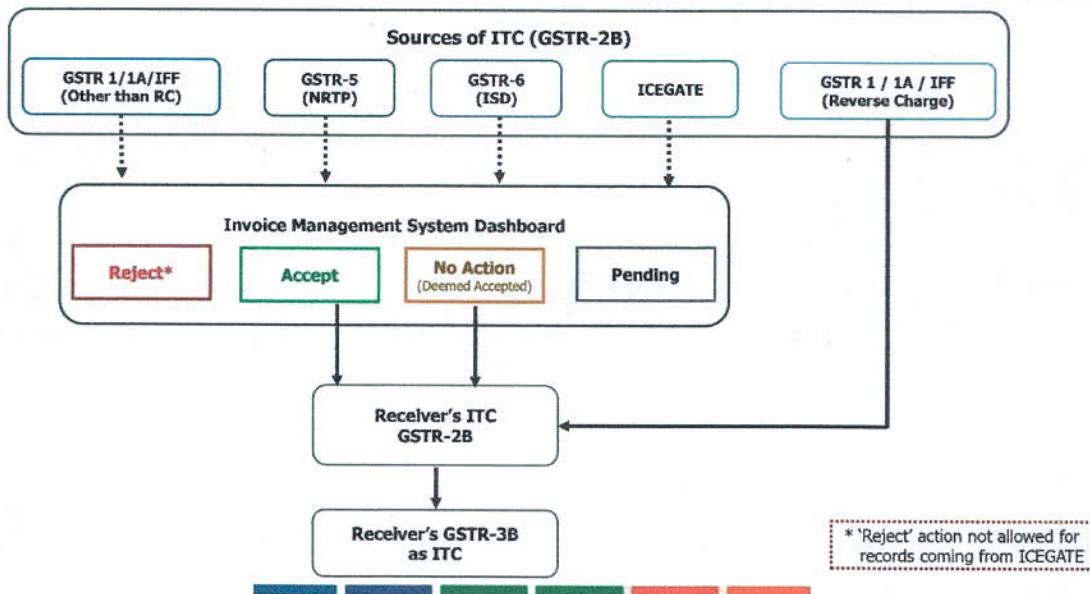 Sources of ITC (GSTR-2B)
GSTR 1/1A/IFF
(Other than RC)
GSTR-5
(NRTP)
GSTR-6
(ISD)
ICEGATE
GSTR 1 / 1A / IFF
(Reverse Charge)
Invoice Management System Dashboard
Reject*
Accept
No Action
(Deemed Accepted)
Pending
Receiver's ITC
GSTR-2B
Receiver's GSTR-3B
as ITC
* 'Reject' action not allowed for
records coming from ICEGATE